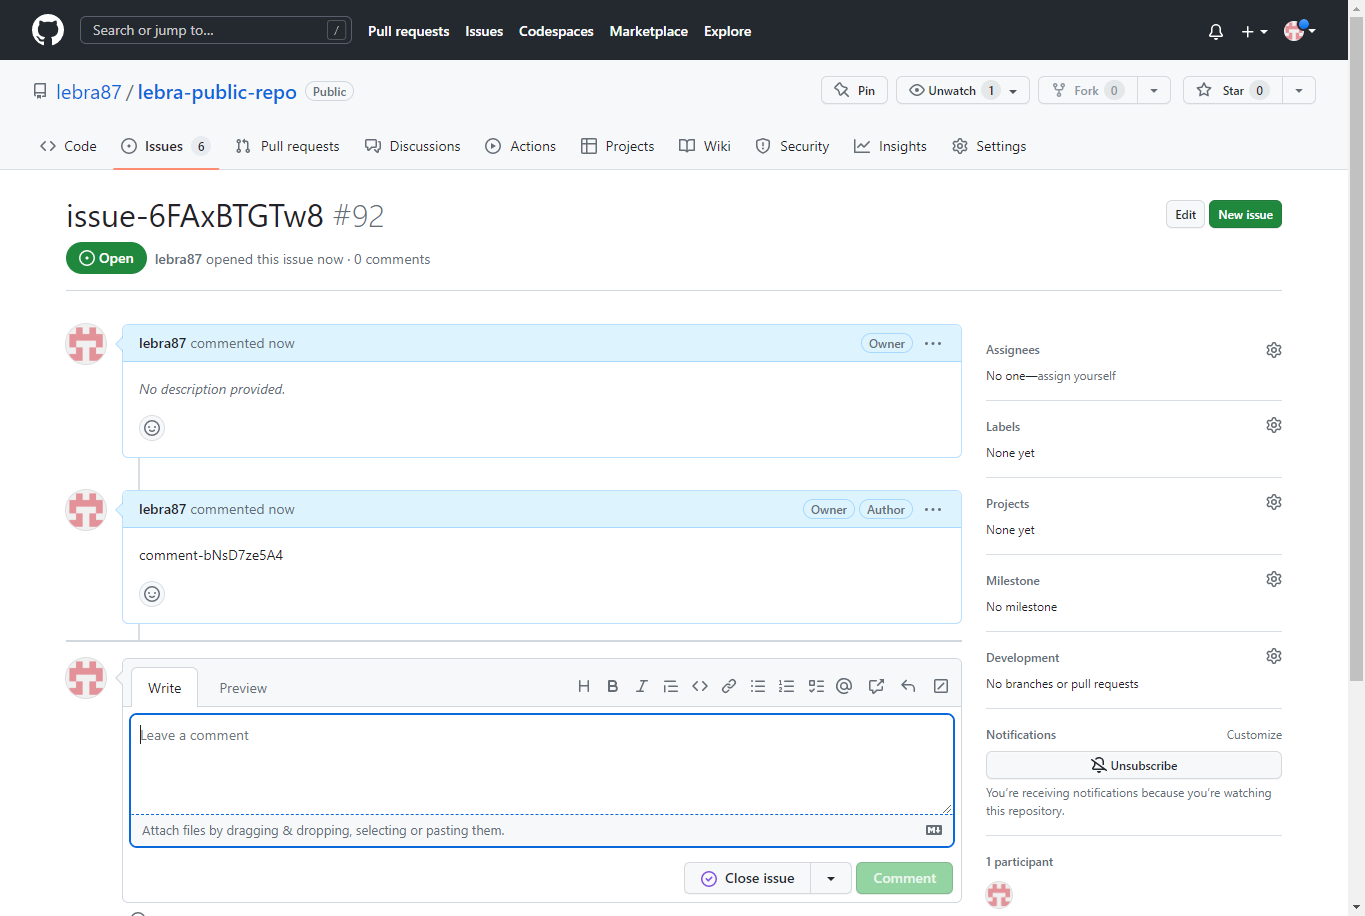 Search or jump to... /
Pull requests Issues Codespaces Marketplace Explore
lebra87 / lebra-public-repo Public
Pin Unwatch 1 Fork 0 Star 0
Code Issues 6 Pull requests Discussions Actions Projects Wiki Security Insights Settings
issue-6FAxBTGTw8 #92
Edit New issue
Open lebra87 opened this issue now · 0 comments
lebra87 commented now Owner
No description provided.
lebra87 commented now Owner Author
comment-bNsD7ze5A4
Write Preview
Leave a comment
Attach files by dragging & dropping, selecting or pasting them.
Close issue Comment
Assignees
No one—assign yourself
Labels
None yet
Projects
None yet
Milestone
No milestone
Development
No branches or pull requests
Notifications Customize
Unsubscribe
You're receiving notifications because you're watching
this repository.
1 participant